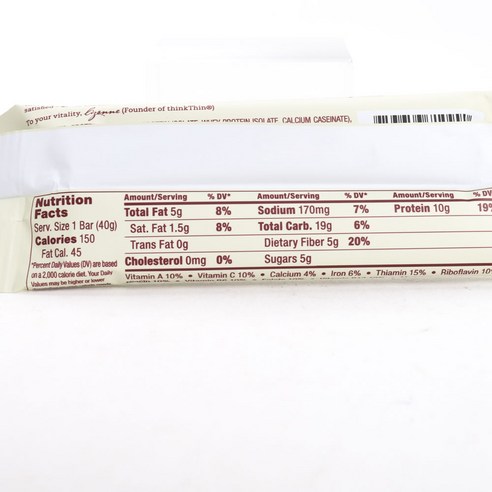 To your vitality, Lizanne (Founder of thinkThin®)
WHEY PROTEIN ISOLATE, CALCIUM CASEINATE),
Nutrition Facts
Serv. Size 1 Bar (40g)
Calories 150
Fat Cal. 45
*Percent Daily Values (DV) are based
on a 2,000 calorie diet. Your Daily
Values may be higher or lower
Amount/Serving % DV*
Total Fat 5g 8%
Sat. Fat 1.5g 8%
Trans Fat 0g
Cholesterol 0mg 0%
Amount/Serving % DV*
Sodium 170mg 7%
Total Carb. 19g 6%
Dietary Fiber 5g 20%
Sugars 5g
Amount/Serving % DV
Protein 10g 19%
Vitamin A 10% • Vitamin C 10% • Calcium 4% • Iron 6% • Thiamin 15% • Riboflavin 10